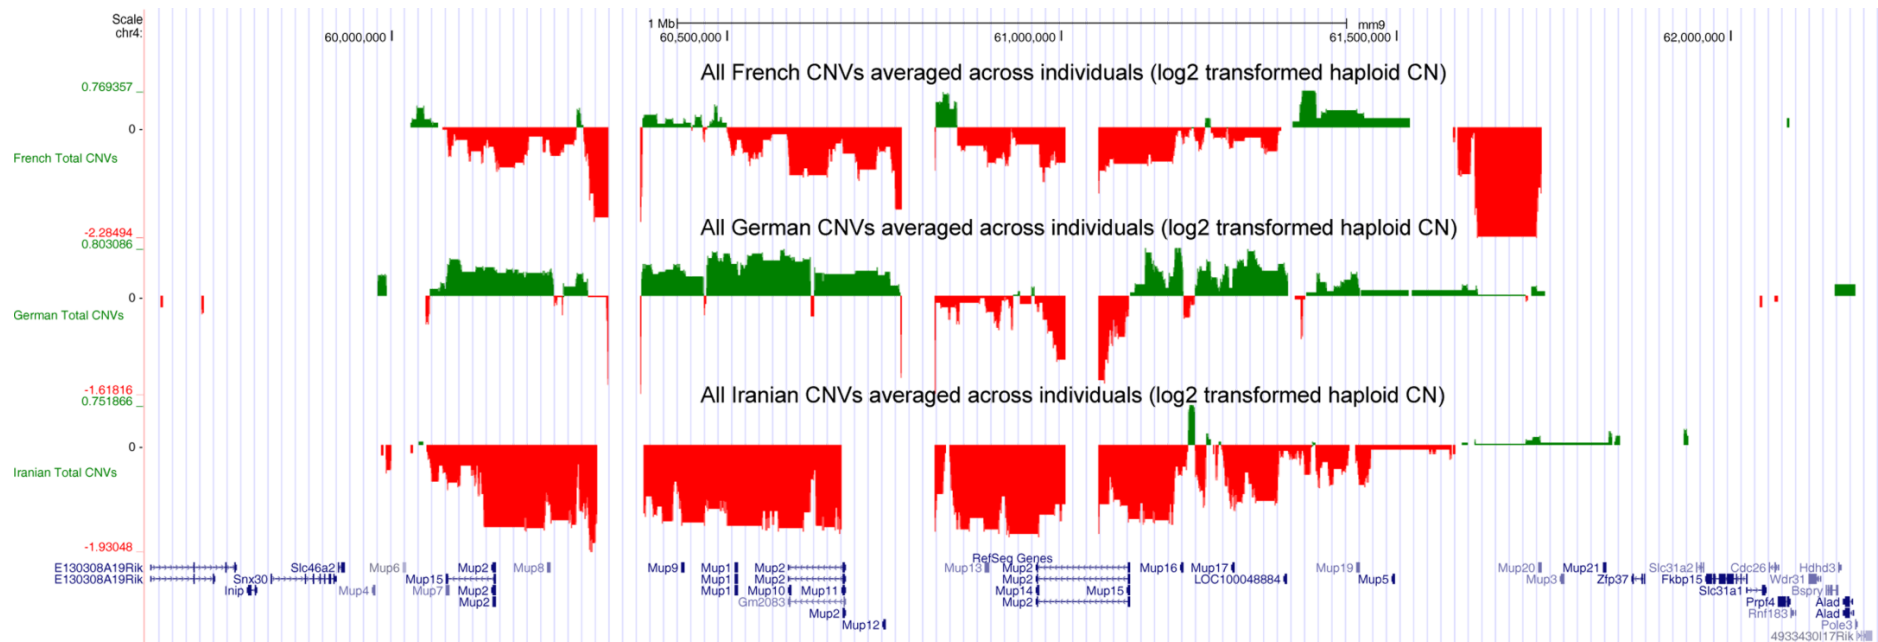 Scale 1 Mb mm9
chr4: 60,000,000 60,500,000 61,000,000 61,500,000 62,000,000
All French CNVs averaged across individuals (log2 transformed haploid CN)
0.769357
0 -
French Total CNVs
-2.28494
All German CNVs averaged across individuals (log2 transformed haploid CN)
0.803086
0 -
German Total CNVs
-1.61816
All Iranian CNVs averaged across individuals (log2 transformed haploid CN)
0.751866
0 -
Iranian Total CNVs
-1.93048
RefSeq Genes
E130308A19Rik Slc46a2 Mup6 Mup2 Mup8 Mup9 Mup1 Mup2 Mup13 Mup2 Mup16 Mup17 Mup19 Mup20 Mup21 Slc31a2 Cdc26 Hdhd3
E130308A19Rik Snx30 Mup15 Mup2 Mup1 Mup2 Mup2 LOC100048884 Mup5 Mup3 Zfp37 Fkbp15 Wdr31
Inip Mup4 Mup7 Mup2 Mup1 Mup10 Mup11 Mup14 Mup15 Slc31a1 Bspry
Mup2 Gm2083 Mup2 Prpf4 Alad
Mup2 Rnf183 Alad
Mup12 Pole3
4933430I17Rik